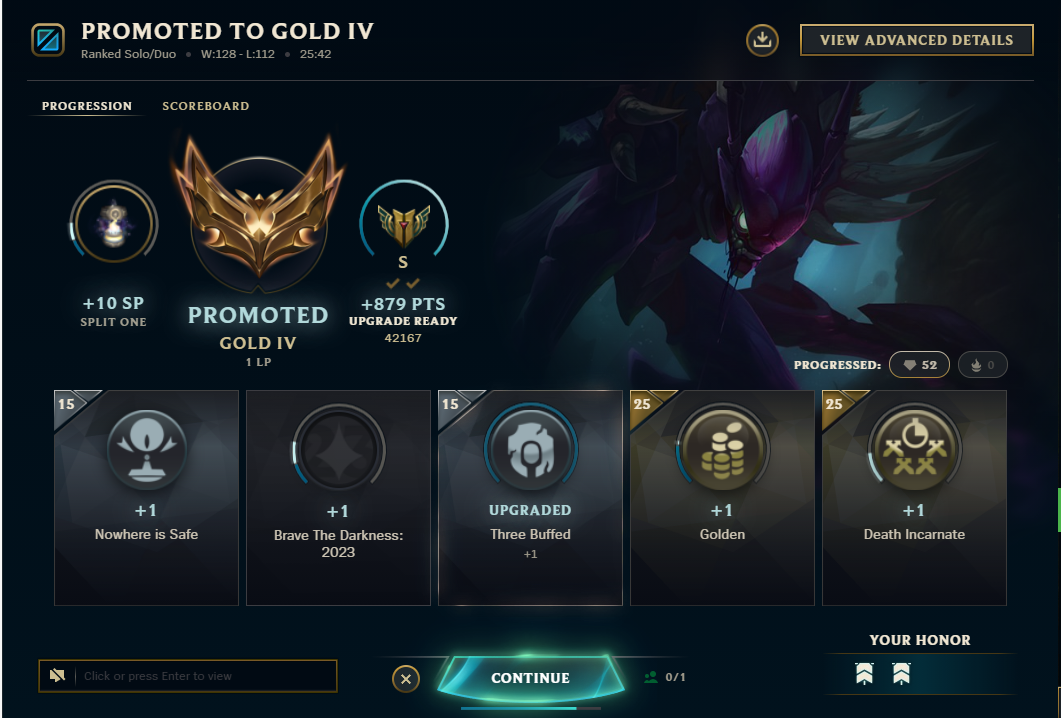 PROMOTED TO GOLD IV
Ranked Solo/Duo • W:128 - L:112 • 25:42
VIEW ADVANCED DETAILS
PROGRESSION
SCOREBOARD
S
+10 SP
SPLIT ONE
PROMOTED
GOLD IV
1 LP
+879 PTS
UPGRADE READY
42167
PROGRESSED:
52
0
15
+1
Nowhere is Safe
+1
Brave The Darkness:
2023
15
UPGRADED
Three Buffed
+1
25
+1
Golden
25
+1
Death Incarnate
Click or press Enter to view
CONTINUE
0/1
YOUR HONOR